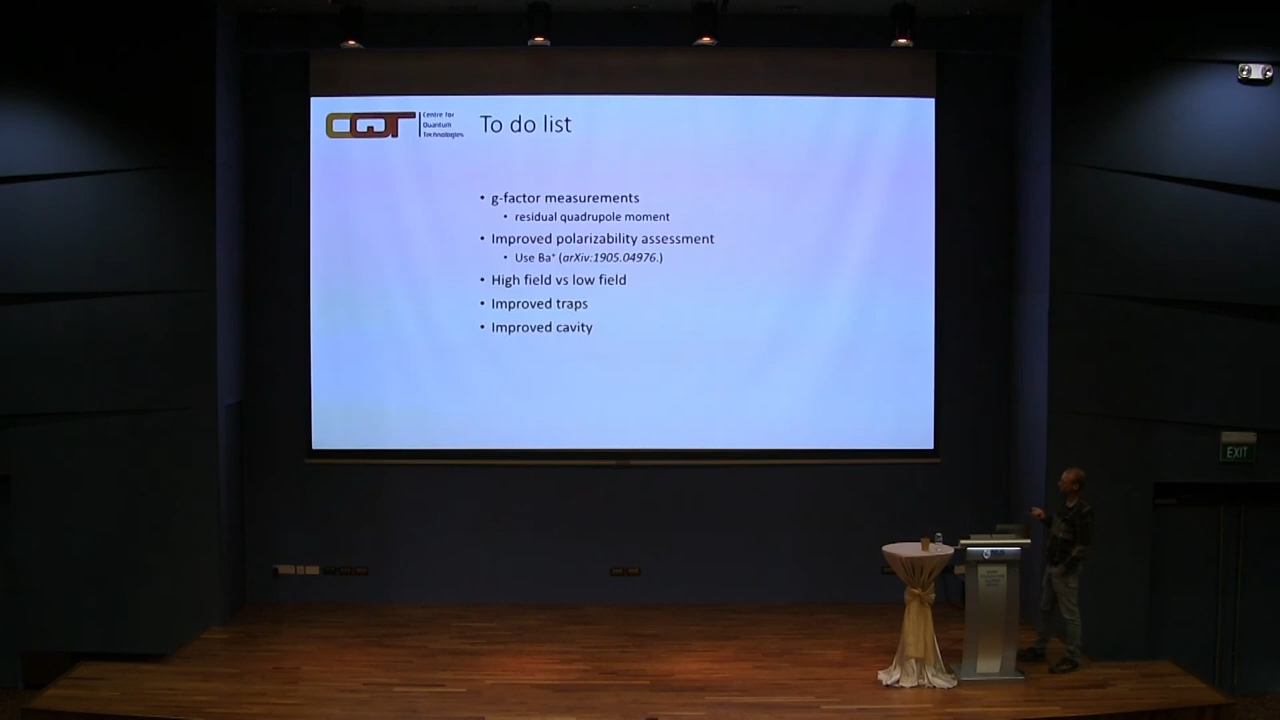 CQT
Centre for
Quantum
Technologies
To do list
• g-factor measurements
• residual quadrupole moment
• Improved polarizability assessment
• Use Ba⁺ (arXiv:1905.04976.)
• High field vs low field
• Improved traps
• Improved cavity
EXIT